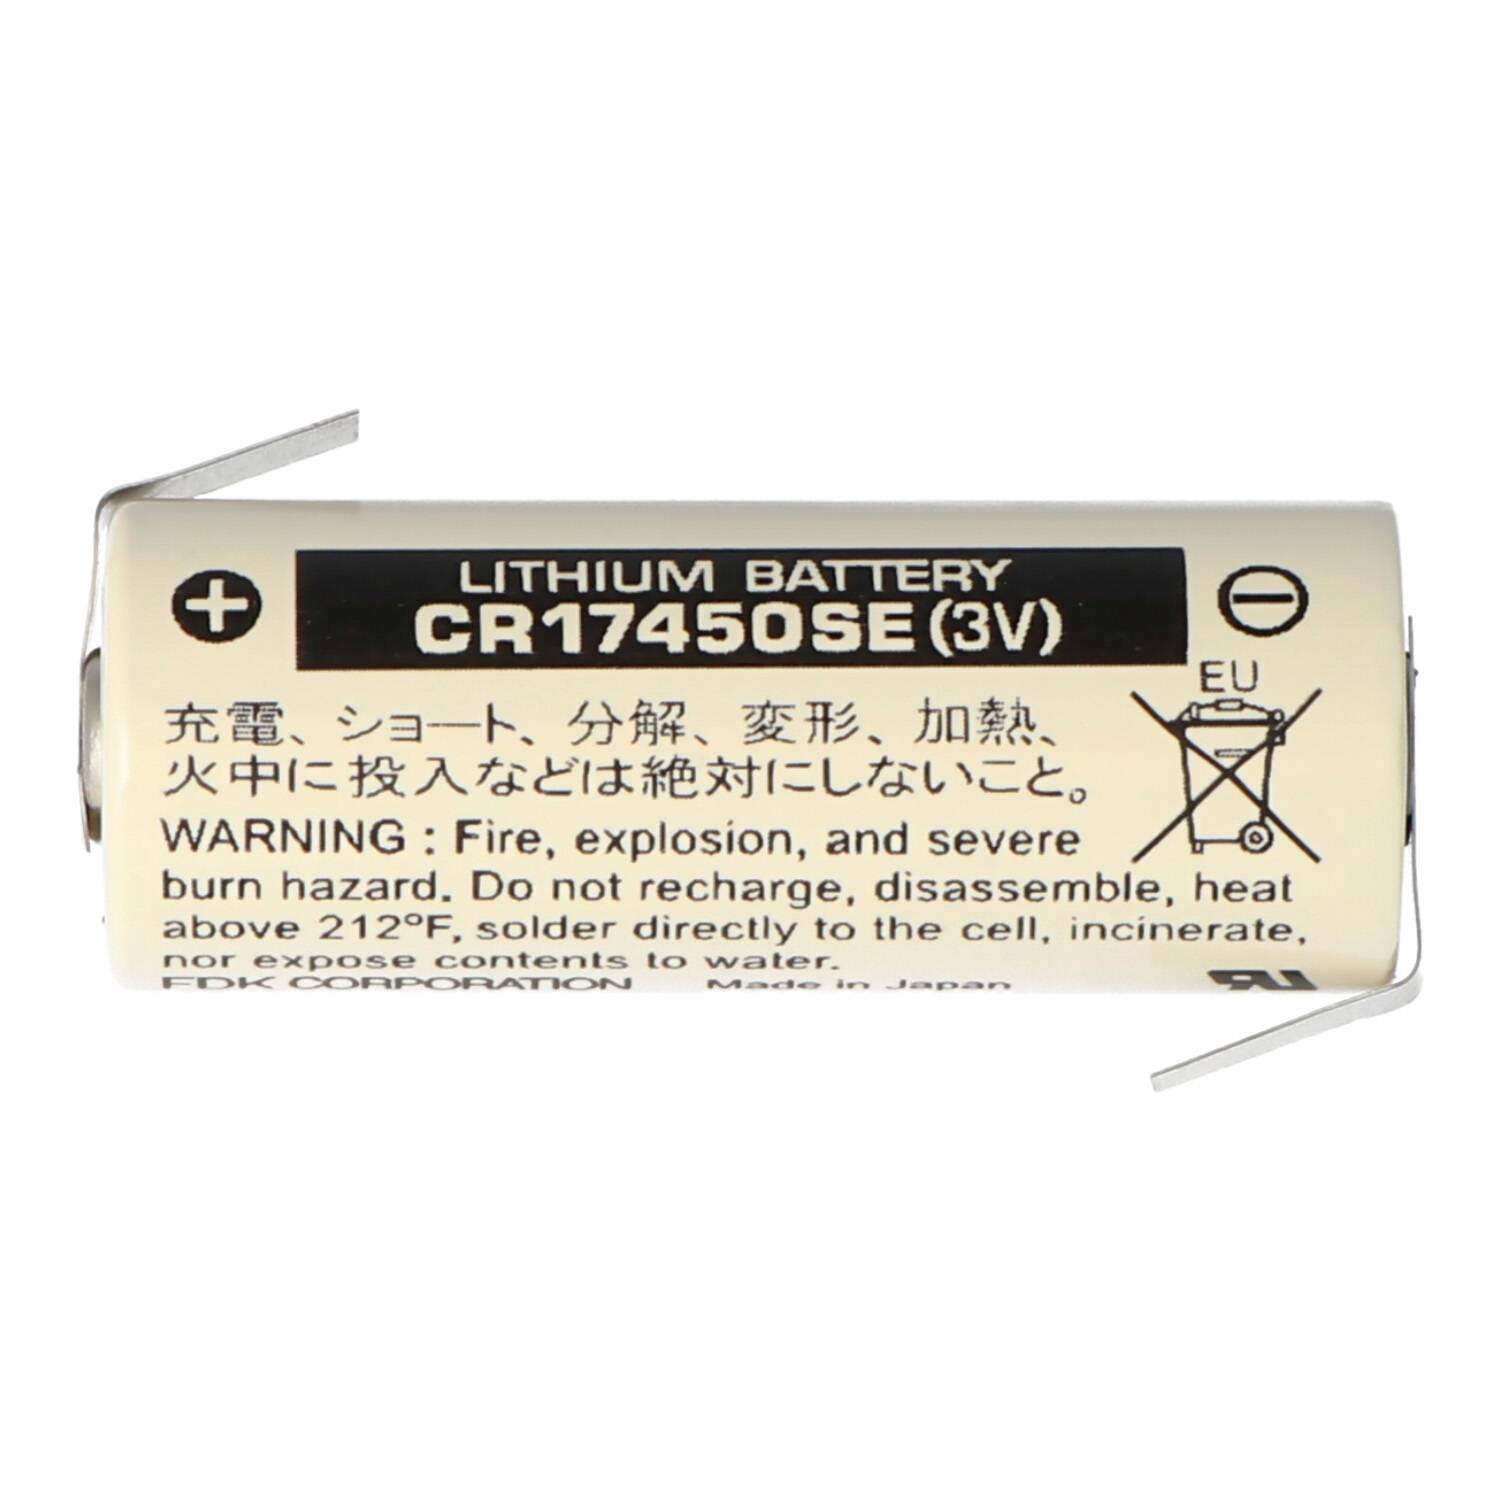 LITHIUM BATTERY
CR17450SE(3V)
EU
充電、ショート、分解、変形、加熱、
火中に投入などは絶対にしないこと。
WARNING : Fire, explosion, and severe
burn hazard. Do not recharge, disassemble, heat
above 212ºF, solder directly to the cell, incinerate,
nor expose contents to water.
FDK CORPORATION Made in Japan